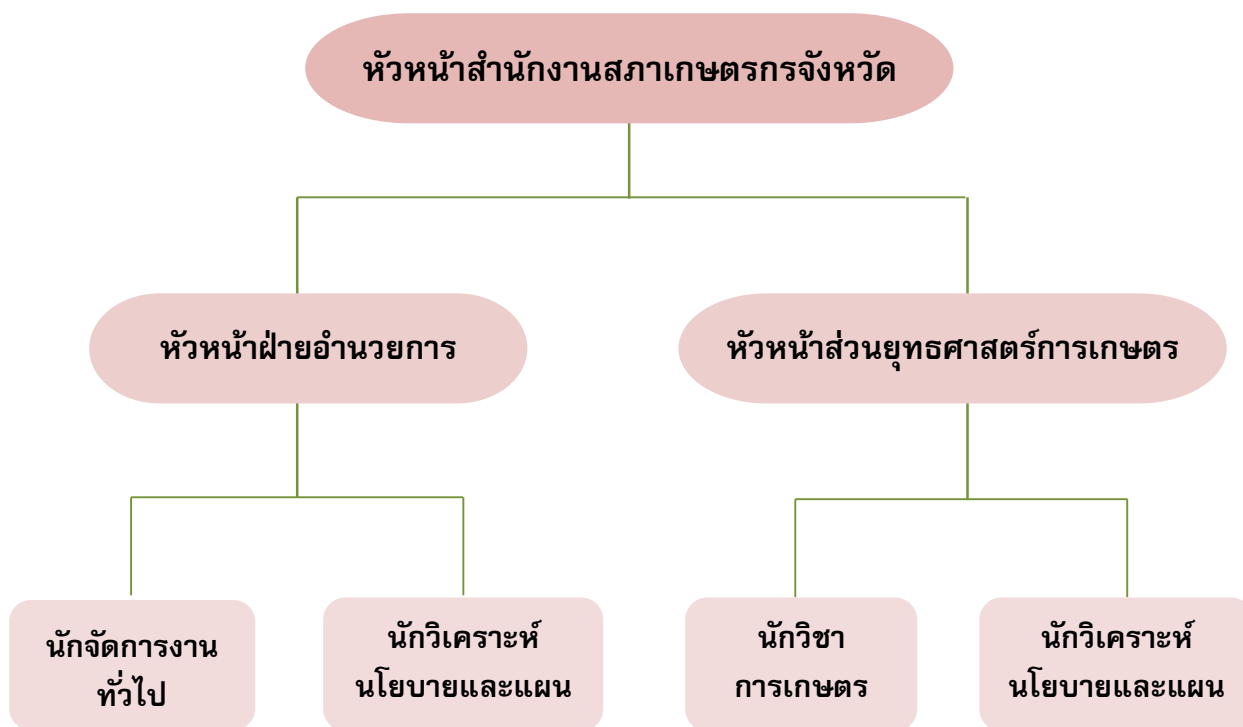 หัวหน้าสำนักงานสภาเกษตรกรจังหวัด
หัวหน้าฝ่ายอำนวยการ
หัวหน้าส่วนยุทธศาสตร์การเกษตร
นักจัดการงาน
ทั่วไป
นักวิเคราะห์
นโยบายและแผน
นักวิชา
การเกษตร
นักวิเคราะห์
นโยบายและแผน